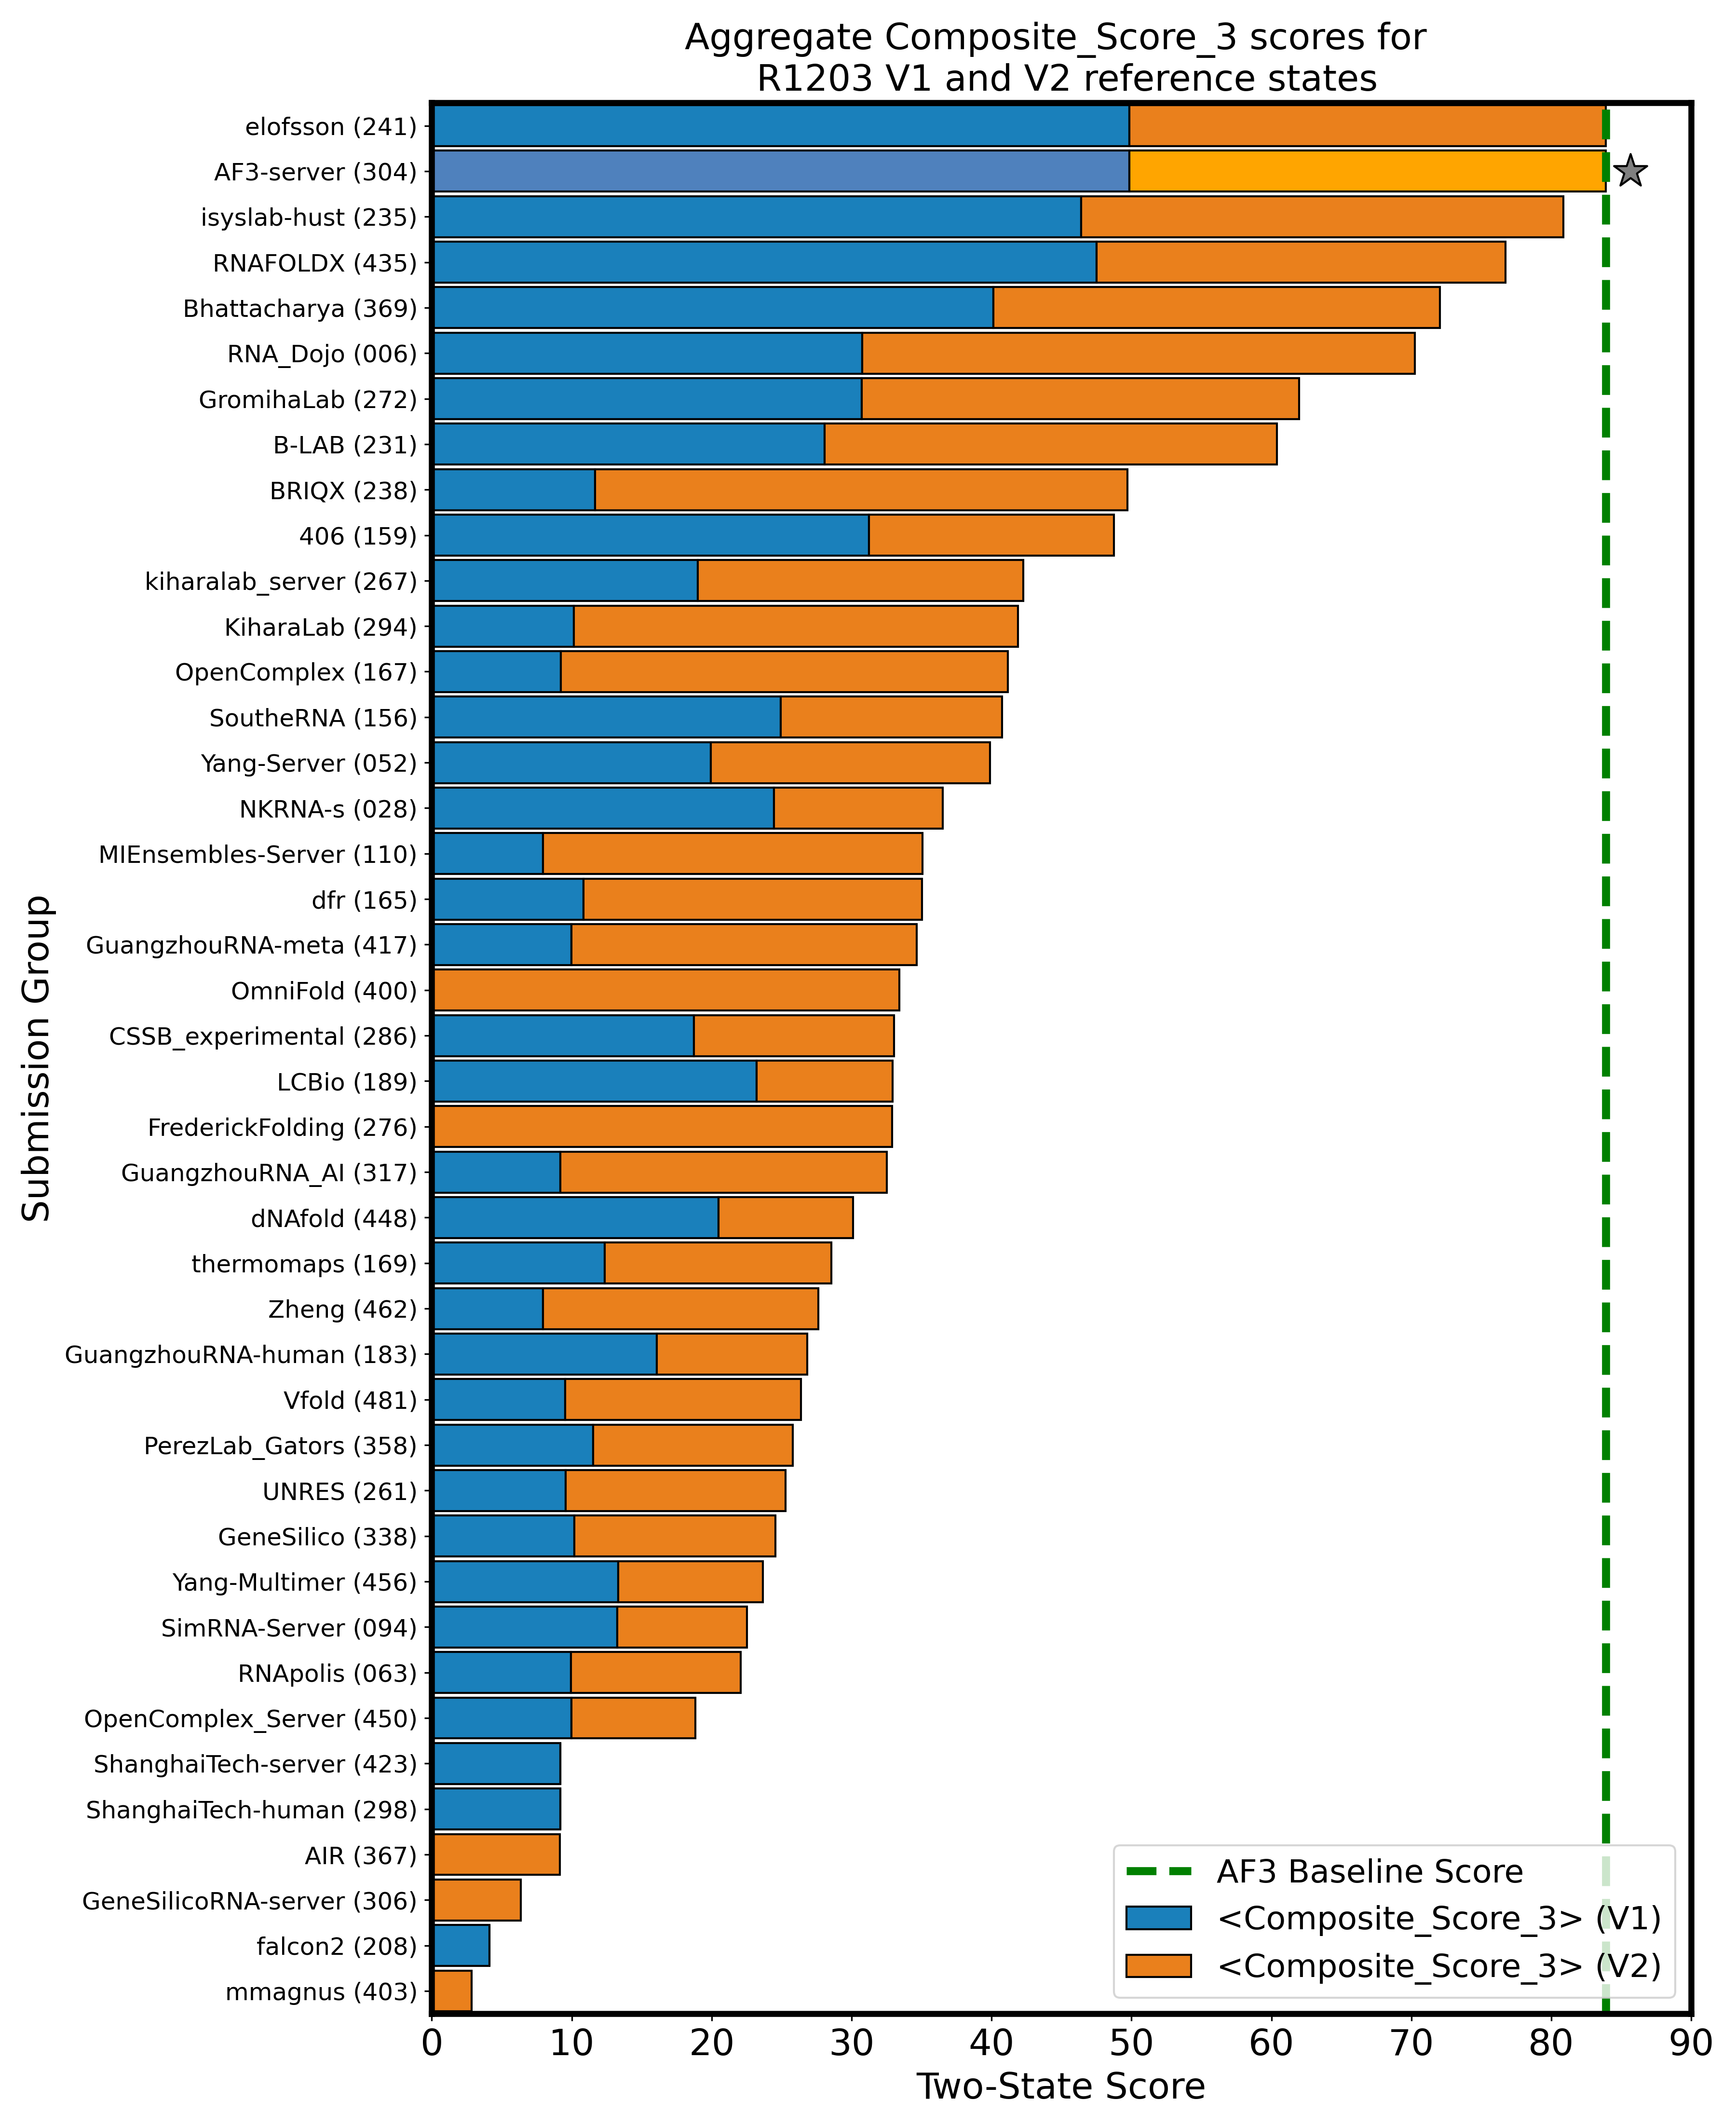 Aggregate Composite_Score_3 scores for
R1203 V1 and V2 reference states
Submission Group
elofsson (241)
AF3-server (304)
isyslab-hust (235)
RNAFOLDX (435)
Bhattacharya (369)
RNA_Dojo (006)
GromihaLab (272)
B-LAB (231)
BRIQX (238)
406 (159)
kiharalab_server (267)
KiharaLab (294)
OpenComplex (167)
SoutheRNA (156)
Yang-Server (052)
NKRNA-s (028)
MIEnsembles-Server (110)
dfr (165)
GuangzhouRNA-meta (417)
OmniFold (400)
CSSB_experimental (286)
LCBio (189)
FrederickFolding (276)
GuangzhouRNA_AI (317)
dNAfold (448)
thermomaps (169)
Zheng (462)
GuangzhouRNA-human (183)
Vfold (481)
PerezLab_Gators (358)
UNRES (261)
GeneSilico (338)
Yang-Multimer (456)
SimRNA-Server (094)
RNApolis (063)
OpenComplex_Server (450)
ShanghaiTech-server (423)
ShanghaiTech-human (298)
AIR (367)
GeneSilicoRNA-server (306)
falcon2 (208)
mmagnus (403)
AF3 Baseline Score
<Composite_Score_3> (V1)
<Composite_Score_3> (V2)
0 10 20 30 40 50 60 70 80 90
Two-State Score